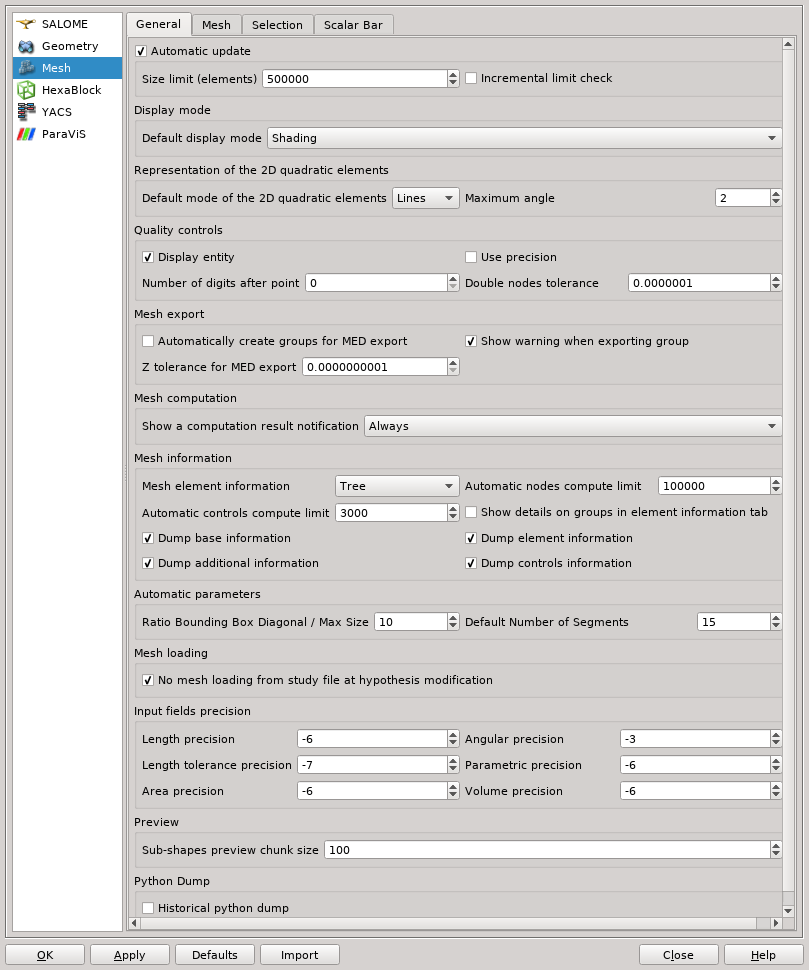 SALOME
Geometry
Mesh
HexaBlock
YACS
ParaViS
General Mesh Selection Scalar Bar
Automatic update
Size limit (elements) 500000 Incremental limit check
Display mode
Default display mode Shading
Representation of the 2D quadratic elements
Default mode of the 2D quadratic elements Lines Maximum angle 2
Quality controls
Display entity Use precision
Number of digits after point 0 Double nodes tolerance 0.0000001
Mesh export
Automatically create groups for MED export Show warning when exporting group
Z tolerance for MED export 0.0000000001
Mesh computation
Show a computation result notification Always
Mesh information
Mesh element information Tree Automatic nodes compute limit 100000
Automatic controls compute limit 3000 Show details on groups in element information tab
Dump base information Dump element information
Dump additional information Dump controls information
Automatic parameters
Ratio Bounding Box Diagonal / Max Size 10 Default Number of Segments 15
Mesh loading
No mesh loading from study file at hypothesis modification
Input fields precision
Length precision -6 Angular precision -3
Length tolerance precision -7 Parametric precision -6
Area precision -6 Volume precision -6
Preview
Sub-shapes preview chunk size 100
Python Dump
Historical python dump
OK Apply Defaults Import Close Help